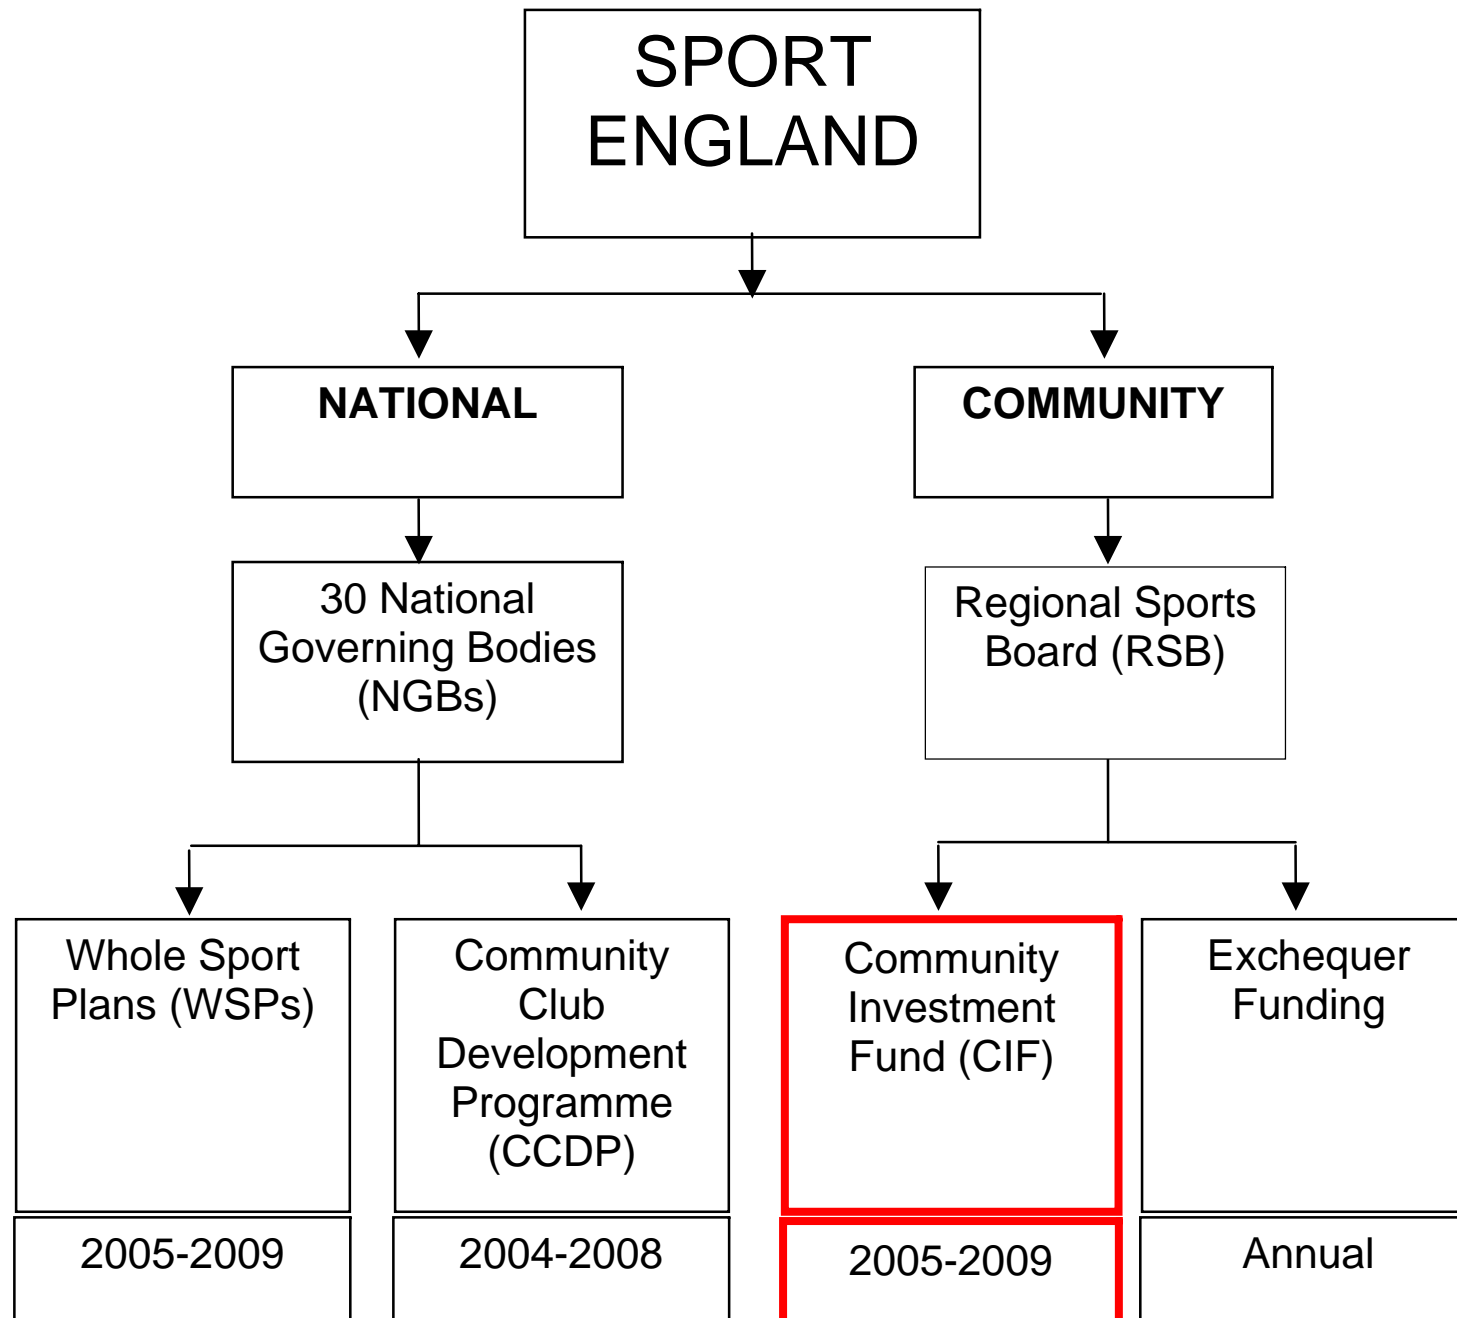 SPORT
ENGLAND
NATIONAL
COMMUNITY
30 National
Governing Bodies
(NGBs)
Regional Sports
Board (RSB)
Whole Sport
Plans (WSPs)
Community
Club
Development
Programme
(CCDP)
Community
Investment
Fund (CIF)
Exchequer
Funding
2005-2009
2004-2008
2005-2009
Annual